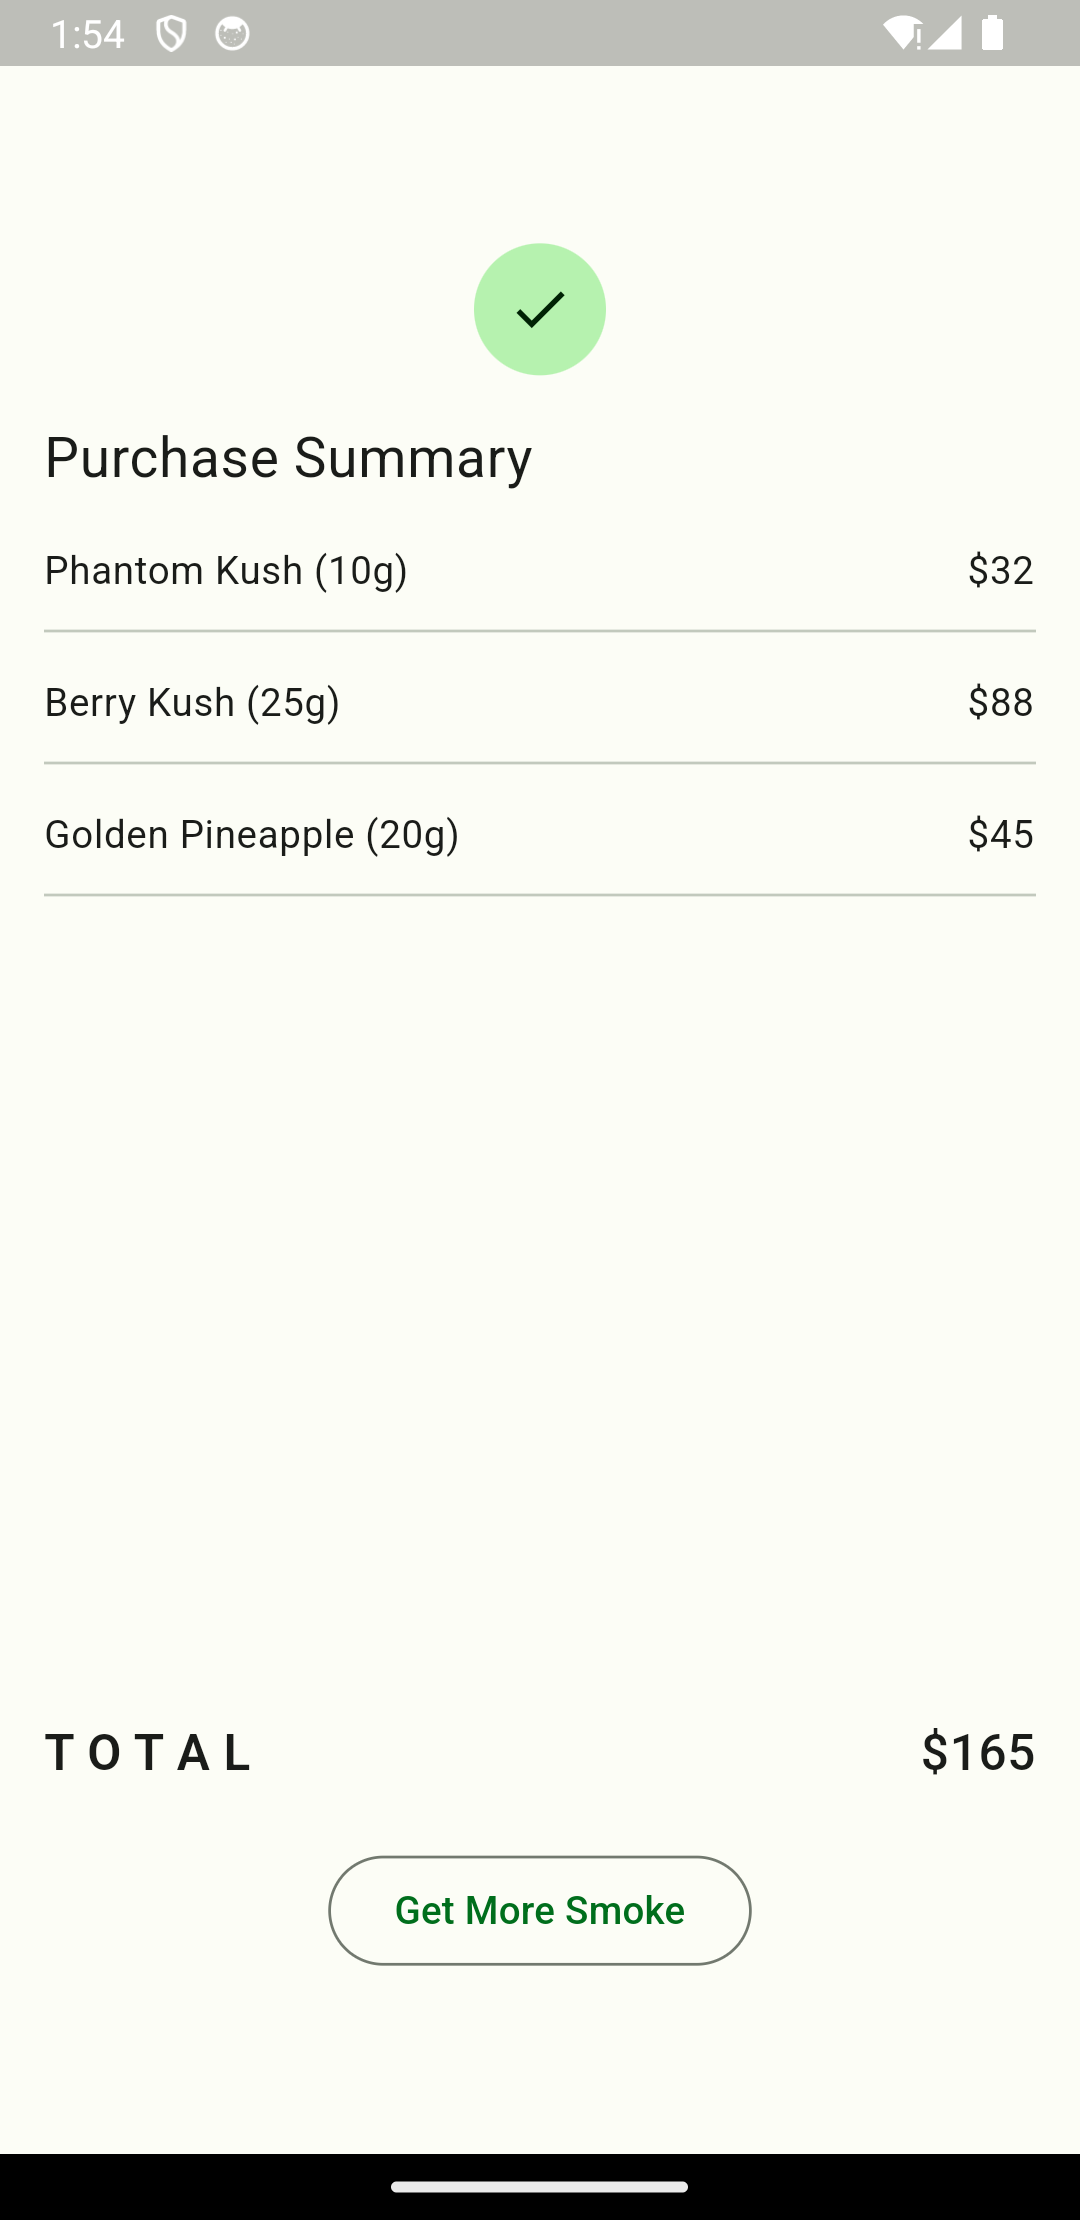 1:54
Purchase Summary
Phantom Kush (10g) $32
Berry Kush (25g) $88
Golden Pineapple (20g) $45
TOTAL $165
Get More Smoke